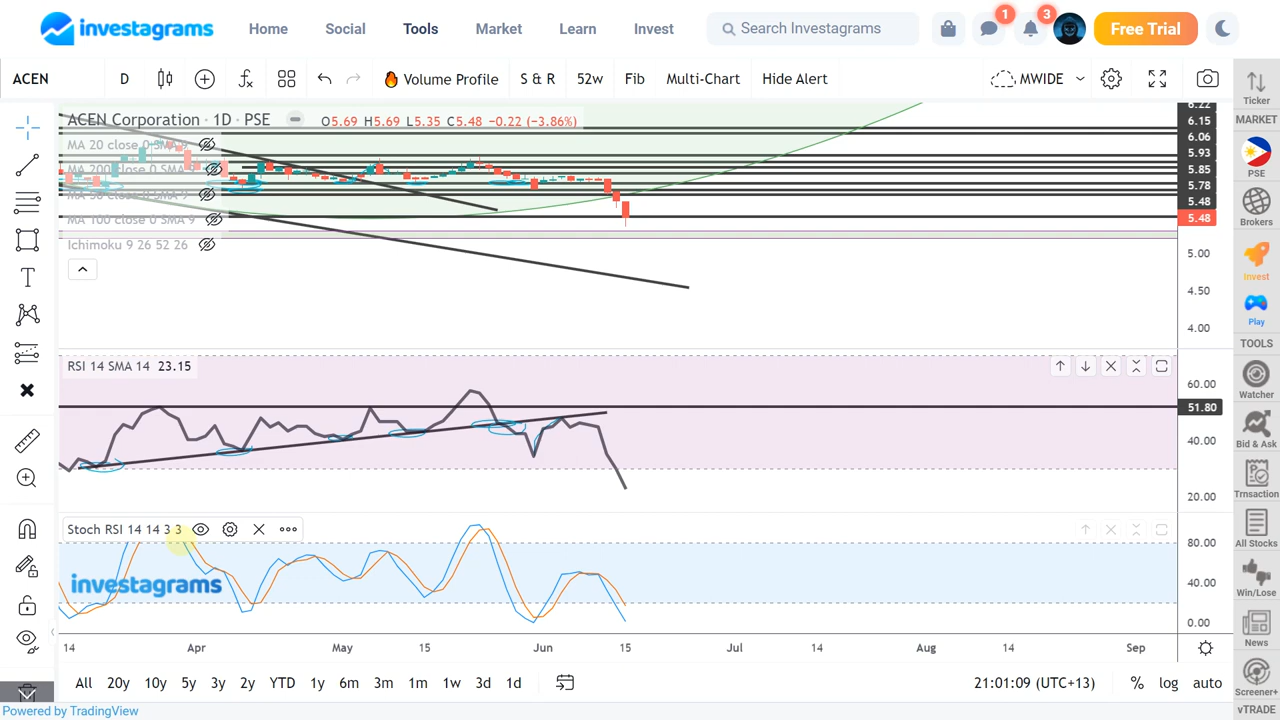 investagrams Home Social Tools Market Learn Invest Search Investagrams 1 3 Free Trial
ACEN D Volume Profile S & R 52w Fib Multi-Chart Hide Alert MWIDE
ACEN Corporation · 1D · PSE O5.69 H5.69 L5.35 C5.48 −0.22 (−3.86%)
MA 20 close 0 SMA 9
MA 200 close 0 SMA 9
MA 50 close 0 SMA 9
MA 100 close 0 SMA 9
Ichimoku 9 26 52 26
6.22
6.15
6.06
5.93
5.85
5.78
5.48
5.48
5.00
4.50
4.00
RSI 14 SMA 14 23.15
60.00
51.80
40.00
20.00
Stoch RSI 14 14 3 3
80.00
40.00
0.00
investagrams
14 Apr May 15 Jun 15 Jul 14 Aug 14 Sep
All 20y 10y 5y 3y 2y YTD 1y 6m 3m 1m 1w 3d 1d 21:01:09 (UTC+13) % log auto
Powered by TradingView
Ticker
MARKET
PSE
Brokers
Invest
Play
TOOLS
Watcher
Bid & Ask
Trnsaction
All Stocks
Win/Lose
News
Screener+
vTRADE